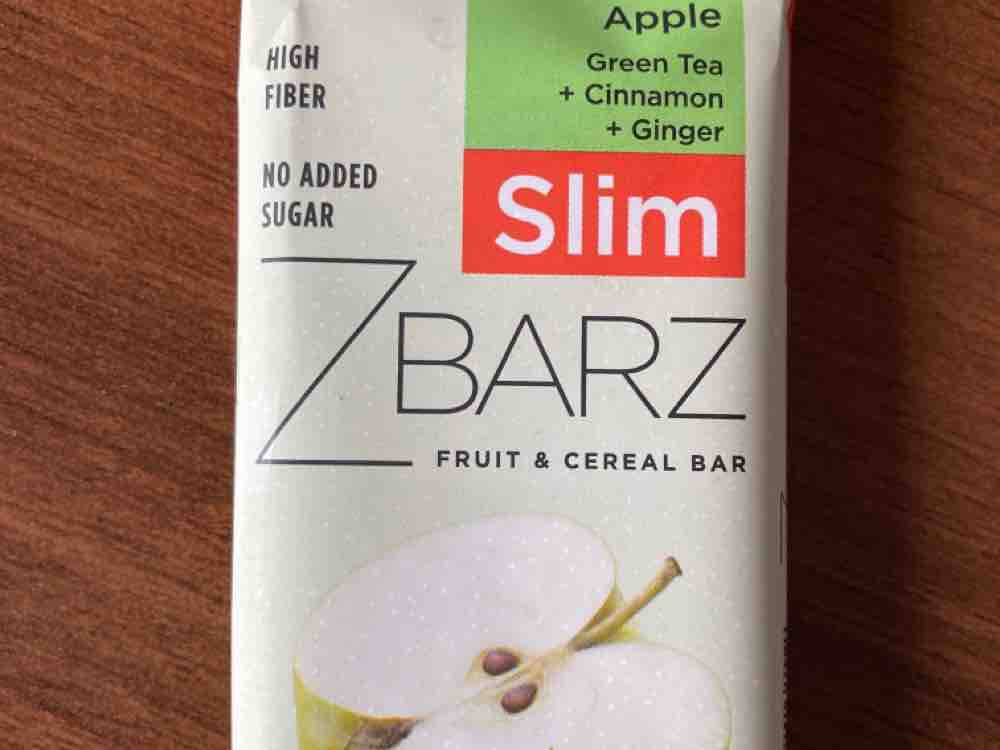 HIGH
FIBER
NO ADDED
SUGAR
Apple
Green Tea
+ Cinnamon
+ Ginger
Slim
ZBARZ
FRUIT & CEREAL BAR